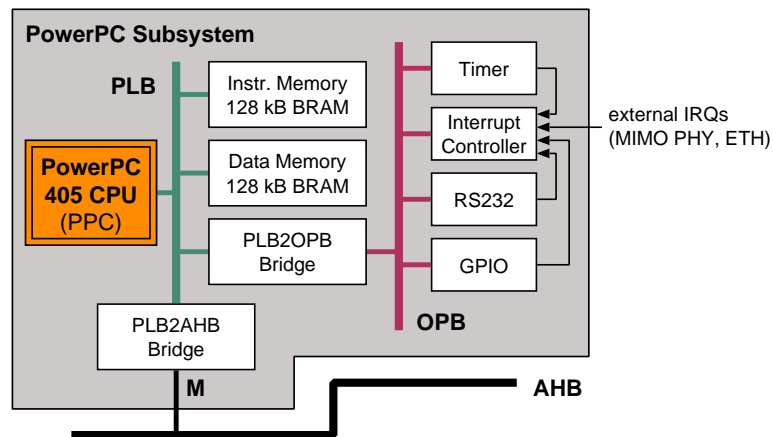 PowerPC Subsystem
PLB
Instr. Memory
128 kB BRAM
Timer
Interrupt
Controller
external IRQs
(MIMO PHY, ETH)
PowerPC
405 CPU
(PPC)
Data Memory
128 kB BRAM
RS232
PLB2OPB
Bridge
GPIO
PLB2AHB
Bridge
OPB
M
AHB